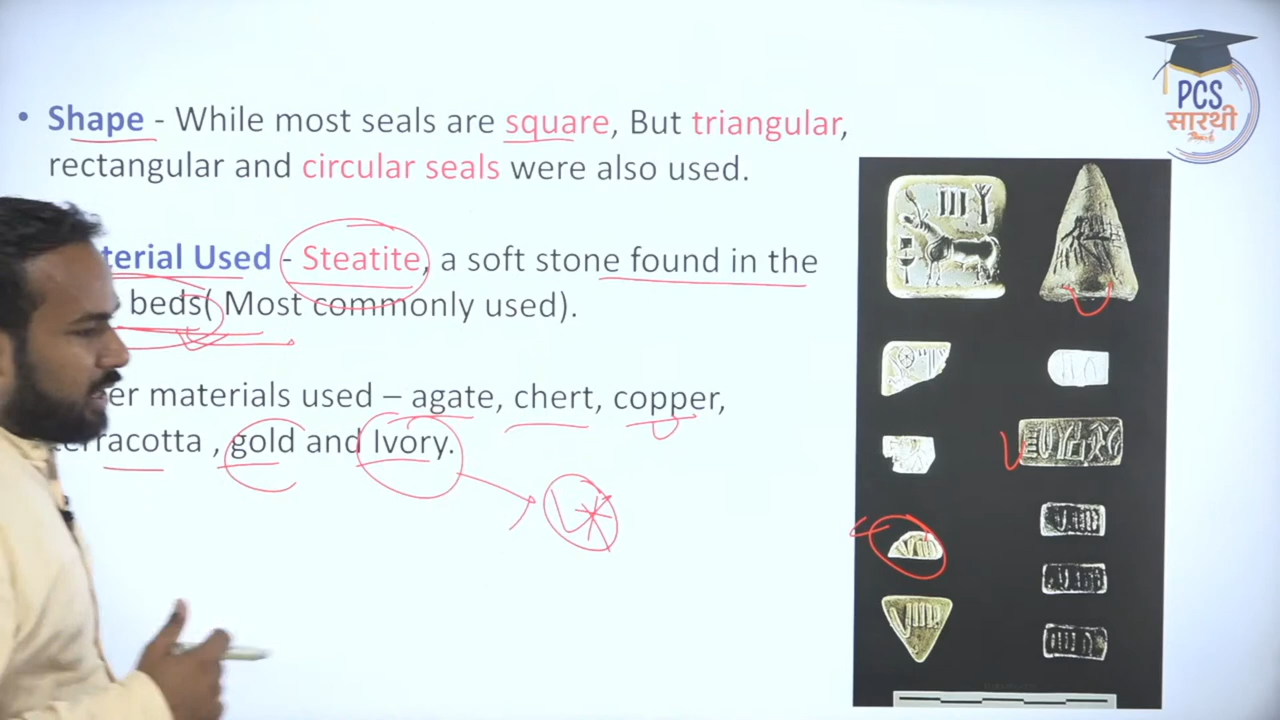 • Shape - While most seals are square, But triangular,
rectangular and circular seals were also used.
terial Used - Steatite, a soft stone found in the
beds( Most commonly used).
er materials used – agate, chert, copper,
terracotta , gold and Ivory.
PCS
सारथी